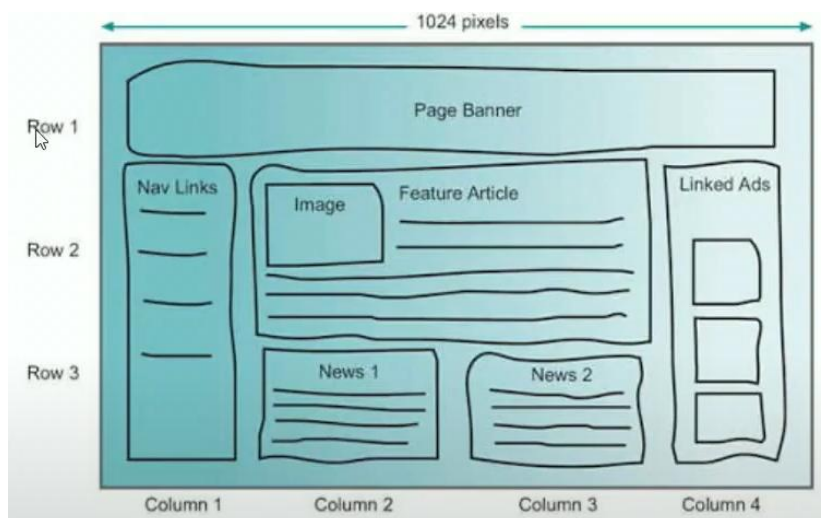 1024 pixels
Row 1
Page Banner
Row 2
Nav Links
Image
Feature Article
Linked Ads
Row 3
News 1
News 2
Column 1
Column 2
Column 3
Column 4